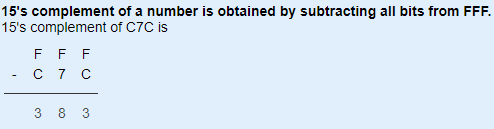 15's complement of a number is obtained by subtracting all bits from FFF.
15's complement of C7C is
F F F
- C 7 C
3 8 3